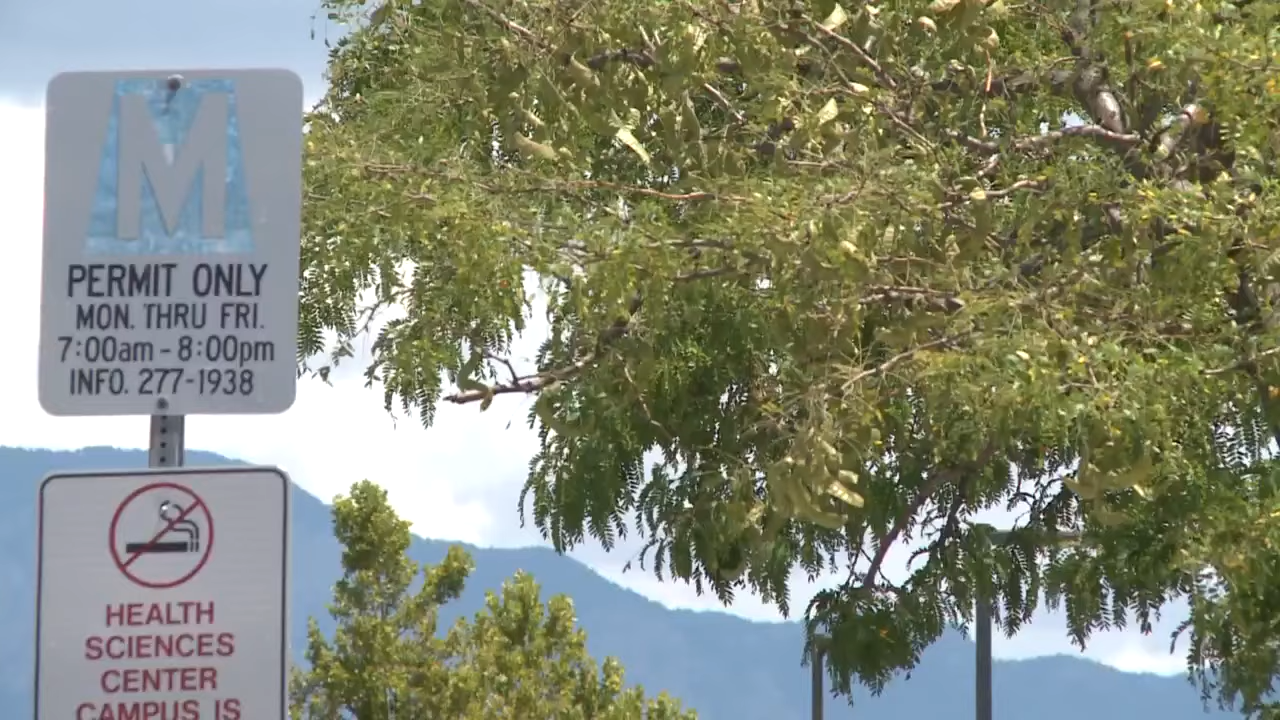 M
PERMIT ONLY
MON. THRU FRI.
7:00am - 8:00pm
INFO. 277-1938
HEALTH
SCIENCES
CENTER
CAMPUS IS